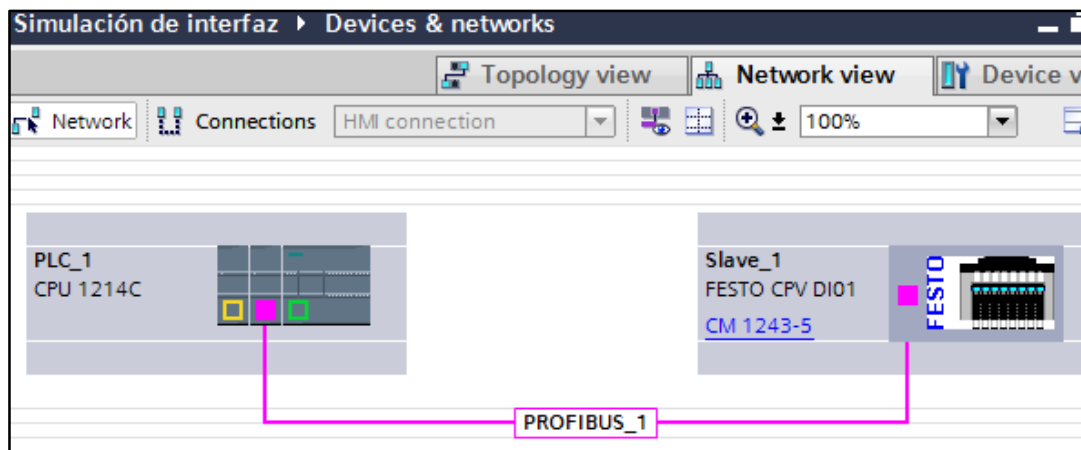 Simulación de interfaz ▸ Devices & networks
Topology view
Network view
Device v
Network
Connections
HMI connection
100%
PLC_1
CPU 1214C
Slave_1
FESTO CPV DI01
CM 1243-5
FESTO
PROFIBUS_1